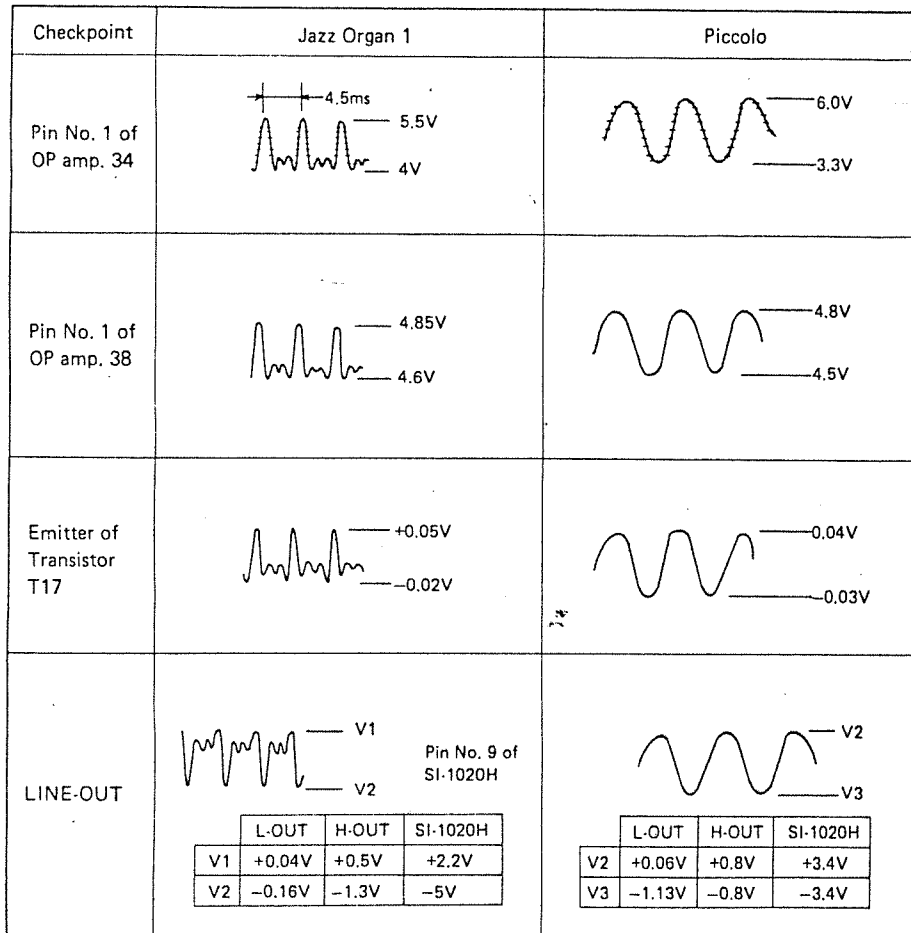 Checkpoint
Jazz Organ 1
Piccolo
Pin No. 1 of
OP amp. 34
4.5ms
5.5V
4V
6.0V
3.3V
Pin No. 1 of
OP amp. 38
4.85V
4.6V
4.8V
4.5V
Emitter of
Transistor
T17
+0.05V
−0.02V
0.04V
−0.03V
LINE-OUT
V1
V2
Pin No. 9 of
SI-1020H
L-OUT H-OUT SI-1020H
V1 +0.04V +0.5V +2.2V
V2 −0.16V −1.3V −5V
V2
V3
L-OUT H-OUT SI-1020H
V2 +0.06V +0.8V +3.4V
V3 −1.13V −0.8V −3.4V